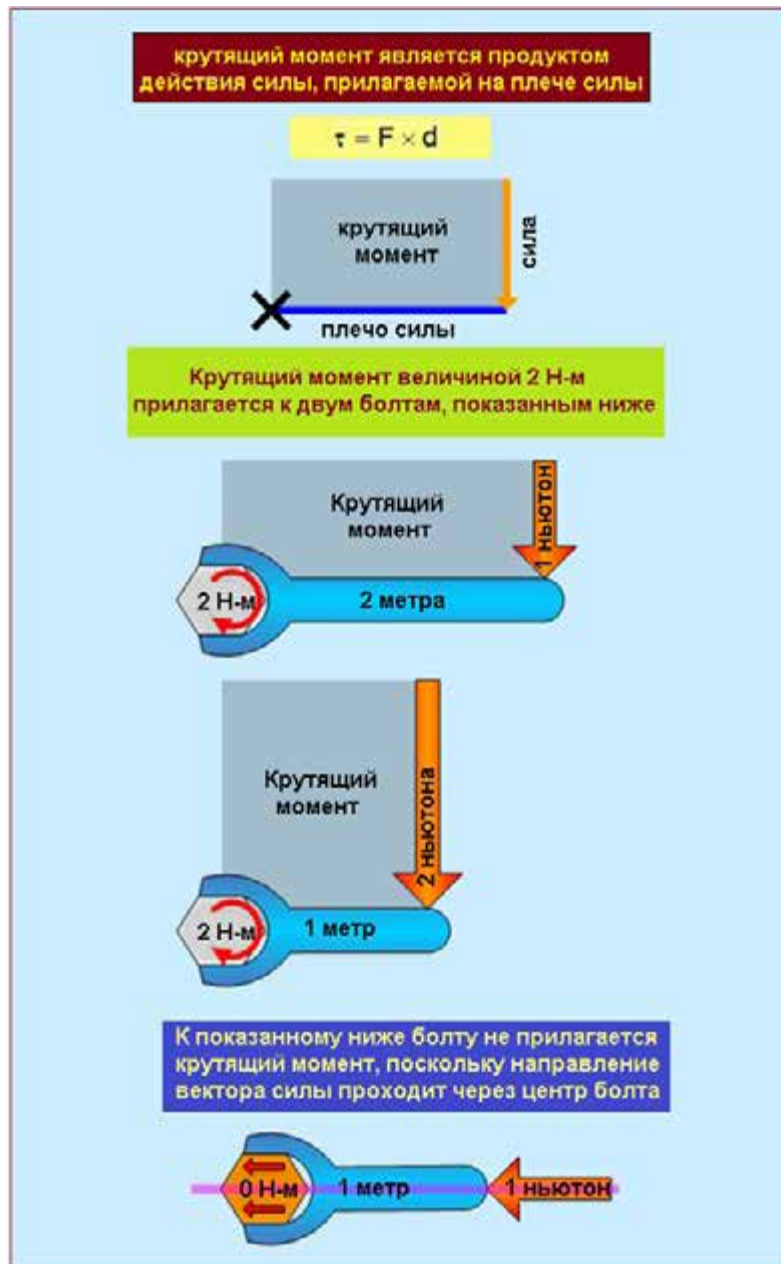 крутящий момент является продуктом
действия силы, прилагаемой на плече силы
τ = F × d
крутящий
момент
сила
плечо силы
Крутящий момент величиной 2 Н-м
прилагается к двум болтам, показанным ниже
Крутящий
момент
1 ньютон
2 Н-м
2 метра
Крутящий
момент
2 ньютона
2 Н-м
1 метр
К показанному ниже болту не прилагается
крутящий момент, поскольку направление
вектора силы проходит через центр болта
0 Н-м
1 метр
1 ньютон